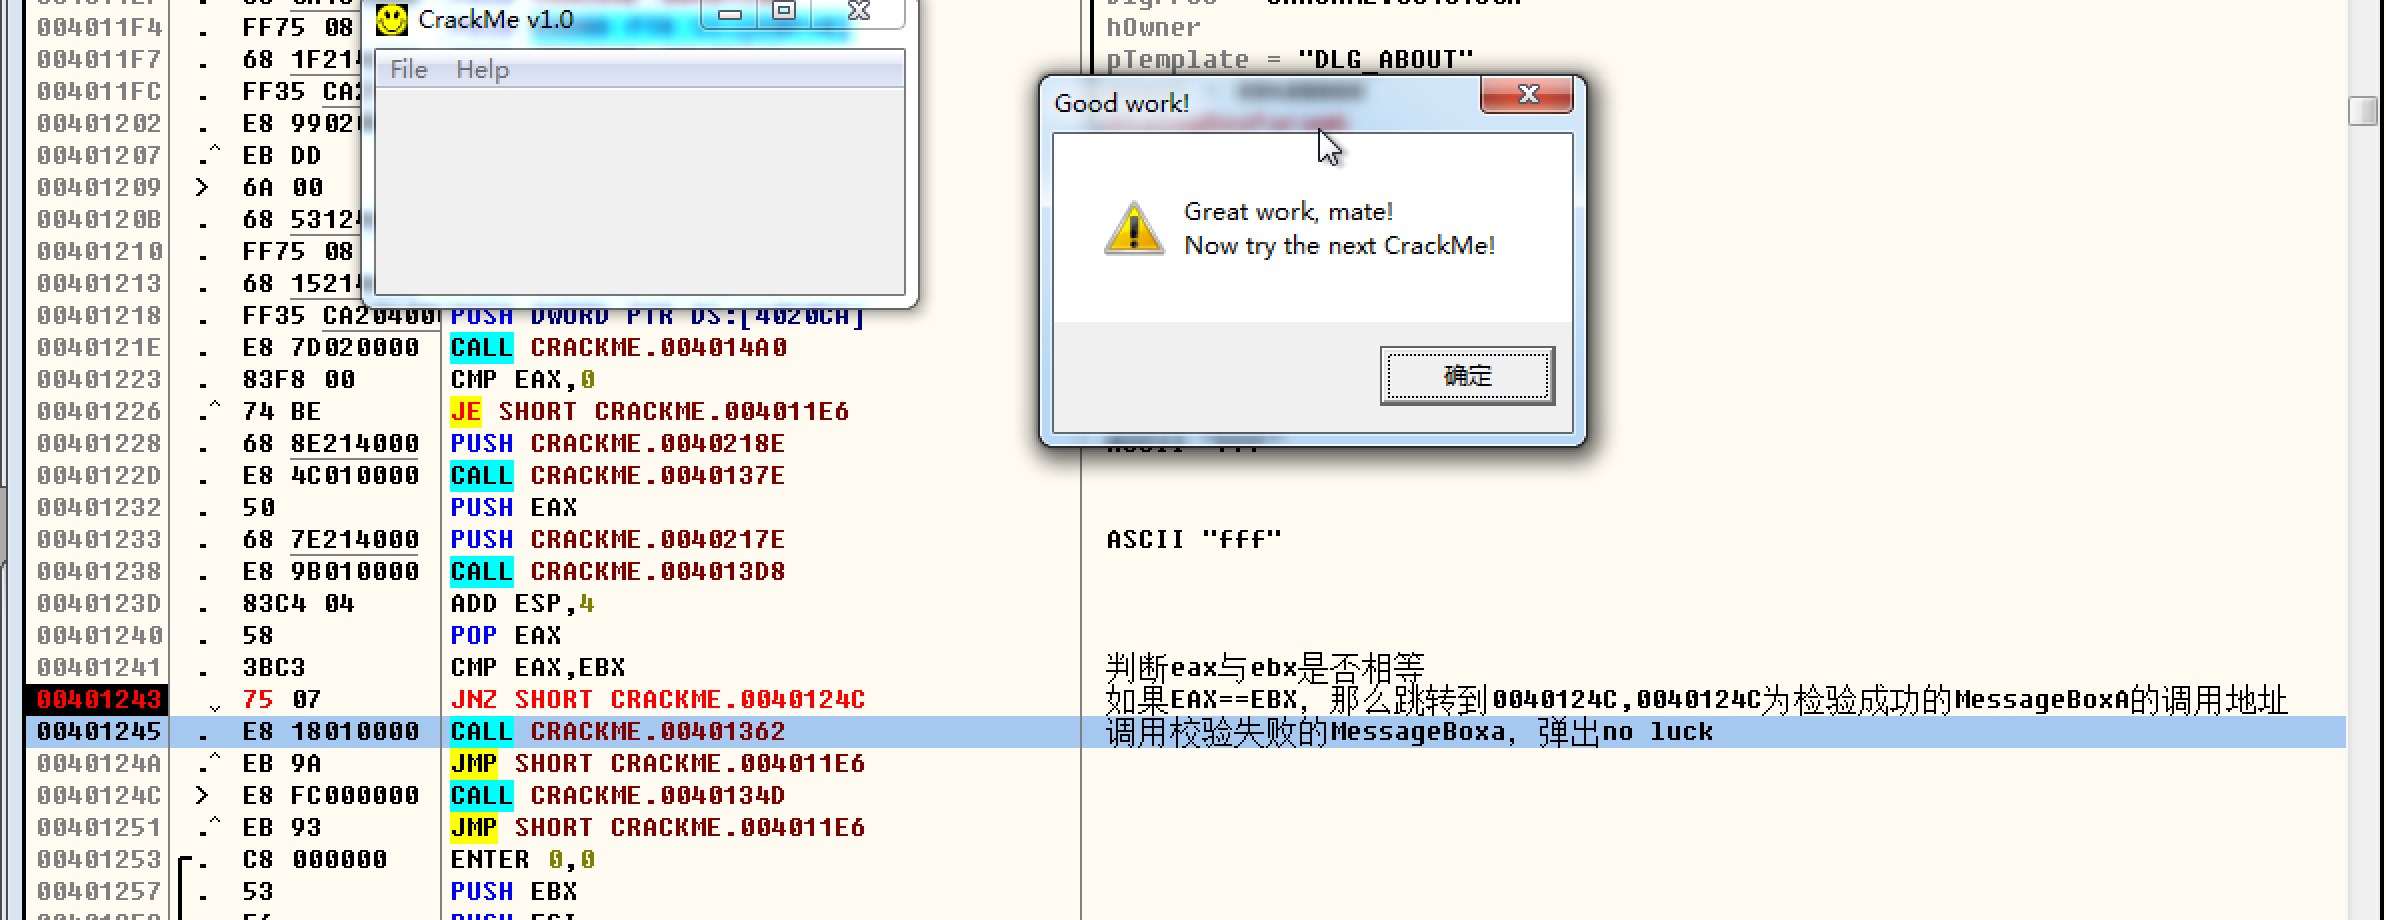 004011F4 . FF75 08 hOwner
004011F7 . 68 1F214 pTemplate = "DLG_ABOUT"
004011FC . FF35 CA2
00401202 . E8 9902
00401207 .^ EB DD
00401209 > 6A 00
0040120B . 68 53124
00401210 . FF75 08
00401213 . 68 15214
00401218 . FF35 CA20400 PUSH DWORD PTR DS:[4020CA]
0040121E . E8 7D020000 CALL CRACKME.004014A0
00401223 . 83F8 00 CMP EAX,0
00401226 .^ 74 BE JE SHORT CRACKME.004011E6
00401228 . 68 8E214000 PUSH CRACKME.0040218E ASCII "fff"
0040122D . E8 4C010000 CALL CRACKME.0040137E
00401232 . 50 PUSH EAX
00401233 . 68 7E214000 PUSH CRACKME.0040217E ASCII "fff"
00401238 . E8 9B010000 CALL CRACKME.004013D8
0040123D . 83C4 04 ADD ESP,4
00401240 . 58 POP EAX
00401241 . 3BC3 CMP EAX,EBX 判断eax与ebx是否相等
00401243 ⌄ 75 07 JNZ SHORT CRACKME.0040124C 如果EAX==EBX, 那么跳转到0040124C,0040124C为检验成功的MessageBoxA的调用地址
00401245 . E8 18010000 CALL CRACKME.00401362 调用校验失败的MessageBoxa, 弹出no luck
0040124A .^ EB 9A JMP SHORT CRACKME.004011E6
0040124C > E8 FC000000 CALL CRACKME.0040134D
00401251 .^ EB 93 JMP SHORT CRACKME.004011E6
00401253 . C8 000000 ENTER 0,0
00401257 . 53 PUSH EBX
PUSH ESI
CrackMe v1.0
File Help
Good work!
Great work, mate!
Now try the next CrackMe!
确定